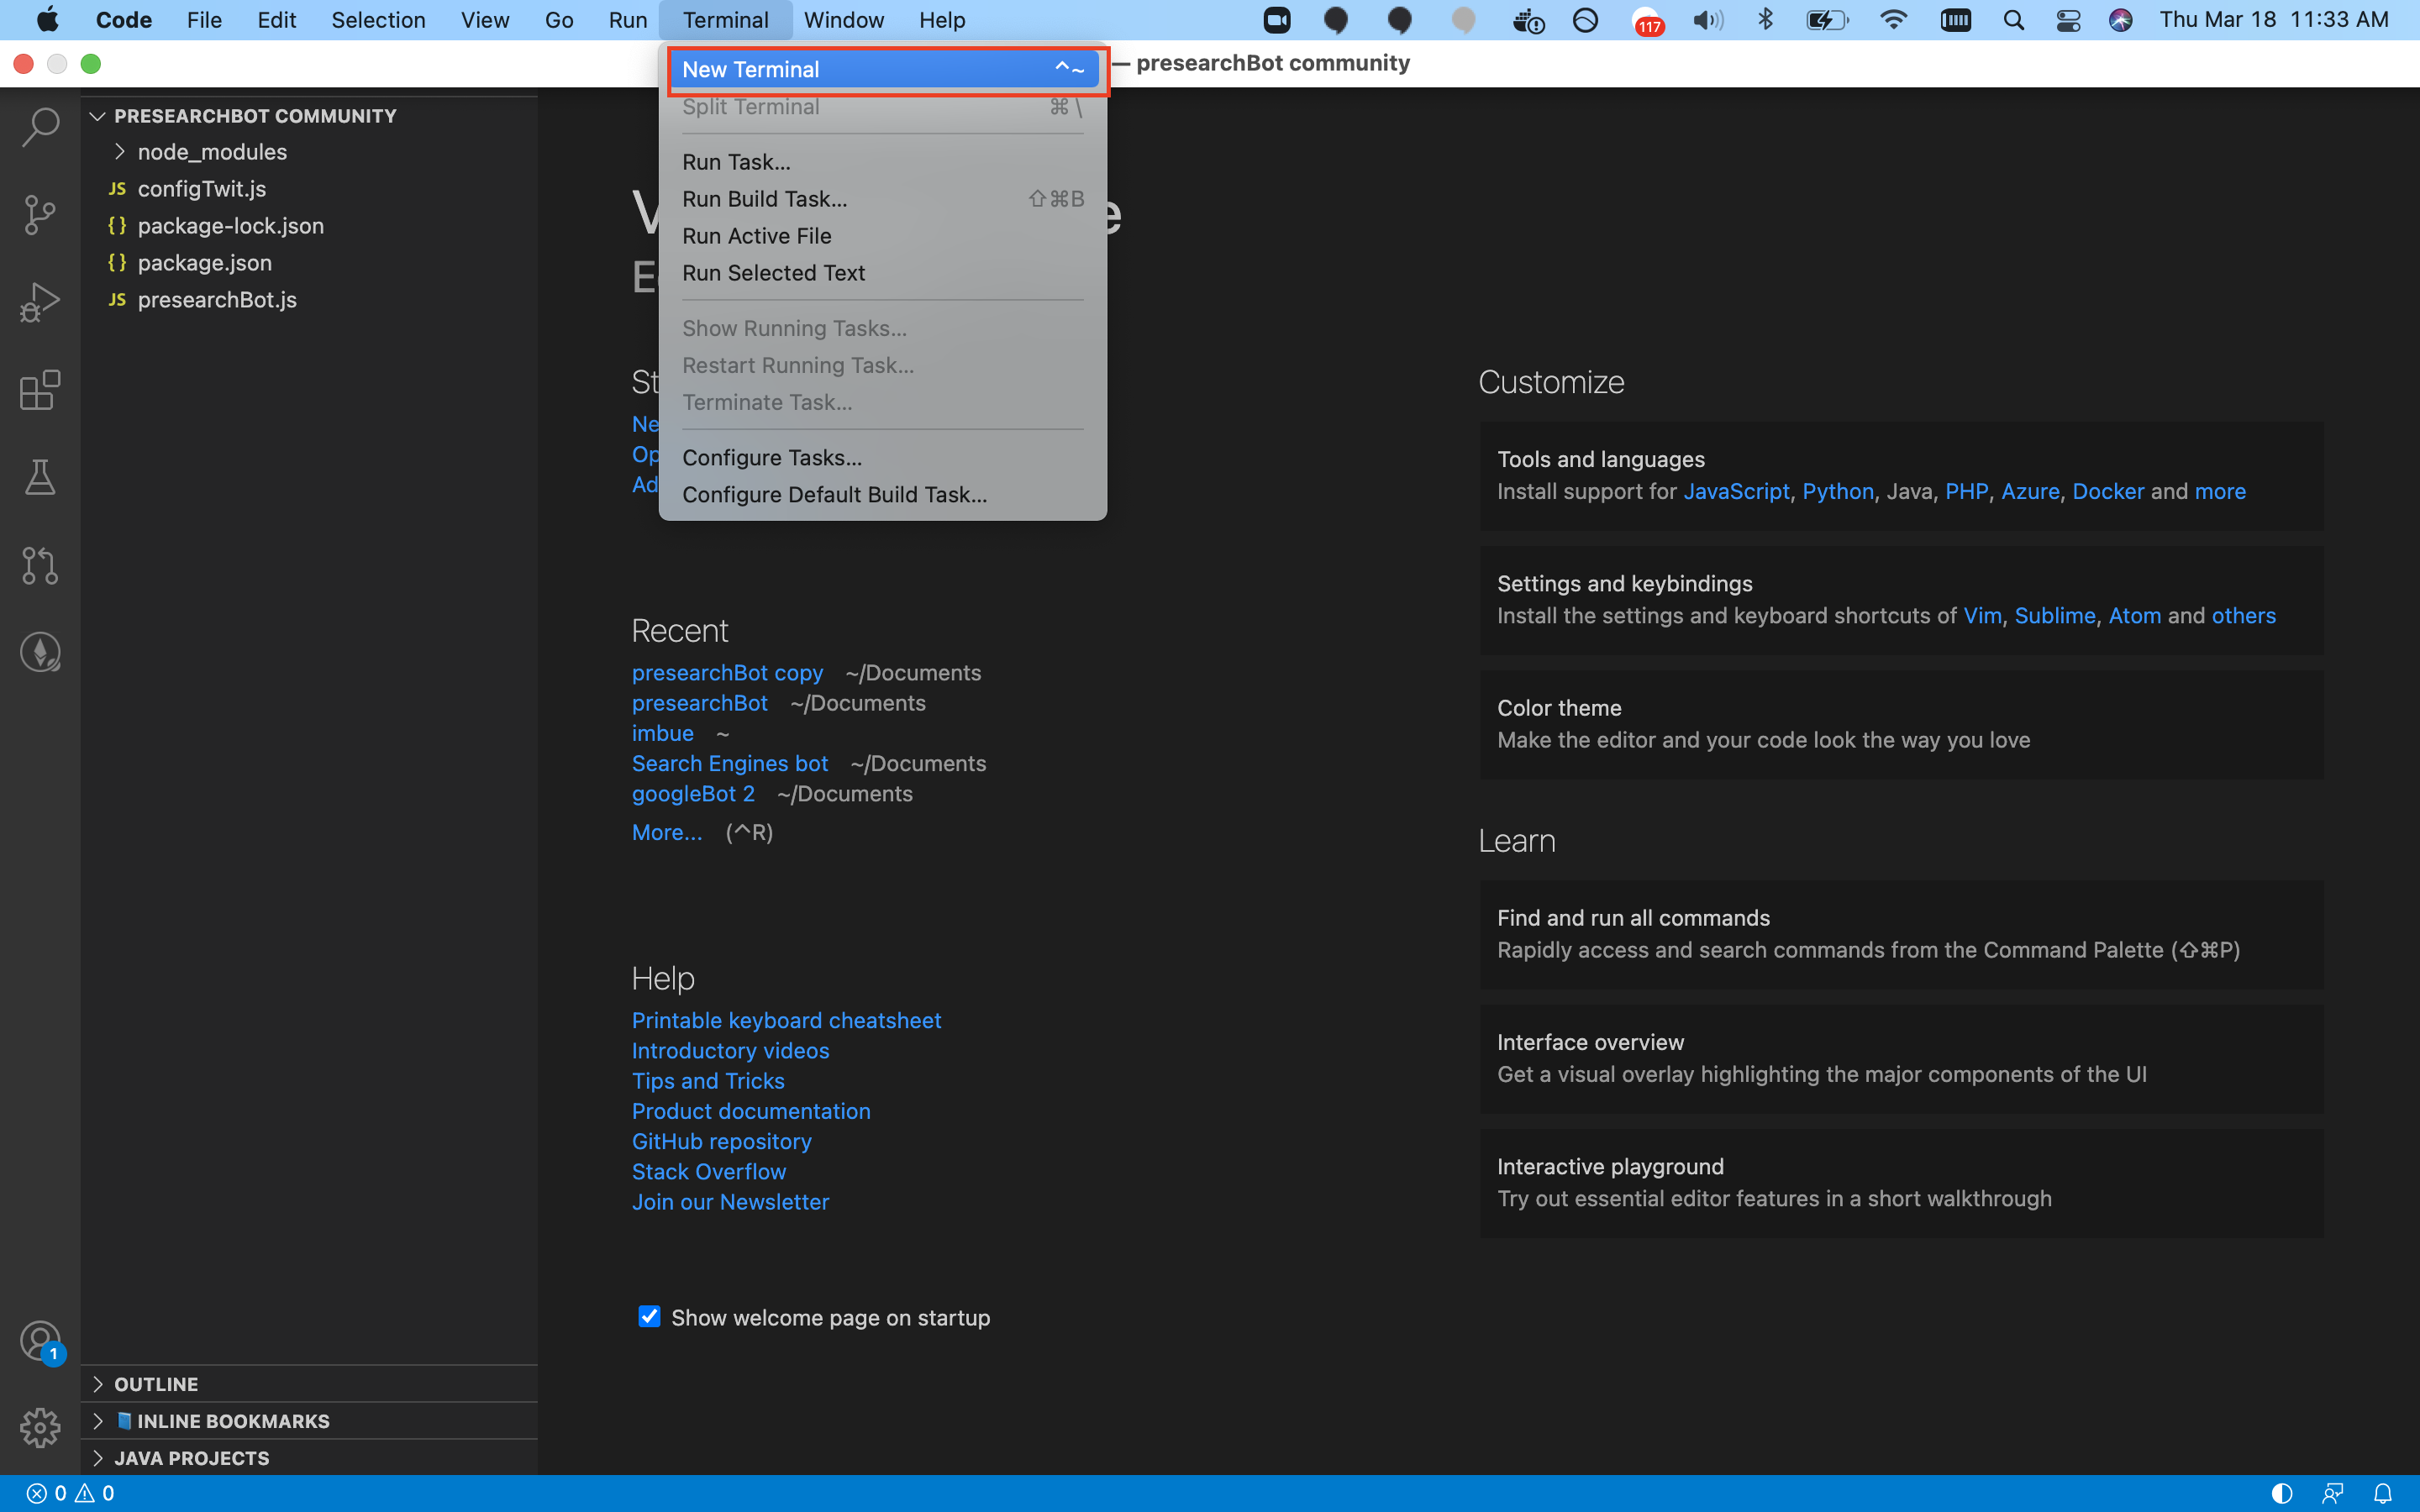 Code File Edit Selection View Go Run Terminal Window Help 117 Thu Mar 18 11:33 AM
— presearchBot community
New Terminal ^~
Split Terminal ⌘\
Run Task...
Run Build Task... ⇧⌘B
Run Active File
Run Selected Text
Show Running Tasks...
Restart Running Task...
Terminate Task...
Configure Tasks...
Configure Default Build Task...
PRESEARCHBOT COMMUNITY
node_modules
JS configTwit.js
{} package-lock.json
{} package.json
JS presearchBot.js
OUTLINE
INLINE BOOKMARKS
JAVA PROJECTS
1
V e
E
St
Ne
Op
Ad
Recent
presearchBot copy ~/Documents
presearchBot ~/Documents
imbue ~
Search Engines bot ~/Documents
googleBot 2 ~/Documents
More... (^R)
Help
Printable keyboard cheatsheet
Introductory videos
Tips and Tricks
Product documentation
GitHub repository
Stack Overflow
Join our Newsletter
Show welcome page on startup
Customize
Tools and languages
Install support for JavaScript, Python, Java, PHP, Azure, Docker and more
Settings and keybindings
Install the settings and keyboard shortcuts of Vim, Sublime, Atom and others
Color theme
Make the editor and your code look the way you love
Learn
Find and run all commands
Rapidly access and search commands from the Command Palette (⇧⌘P)
Interface overview
Get a visual overlay highlighting the major components of the UI
Interactive playground
Try out essential editor features in a short walkthrough
0 0